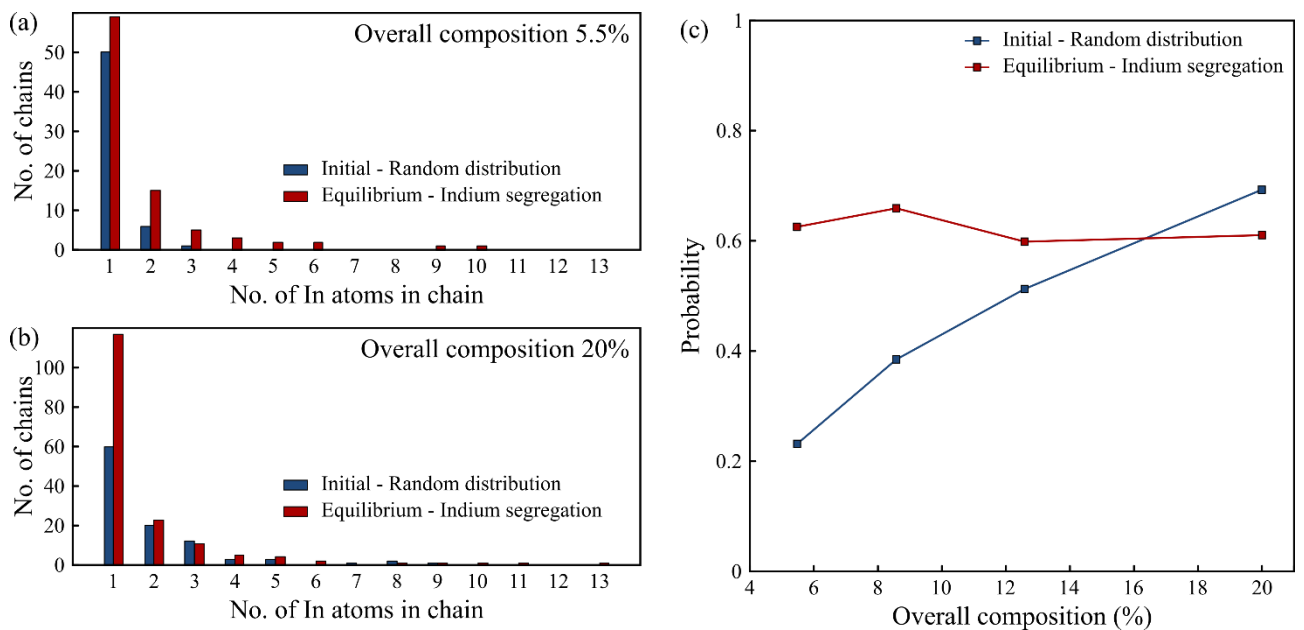 (a)
Overall composition 5.5%
No. of chains
50
40
30
20
10
0
Initial - Random distribution
Equilibrium - Indium segregation
1 2 3 4 5 6 7 8 9 10 11 12 13
No. of In atoms in chain
(b)
Overall composition 20%
No. of chains
100
80
60
40
20
0
Initial - Random distribution
Equilibrium - Indium segregation
1 2 3 4 5 6 7 8 9 10 11 12 13
No. of In atoms in chain
(c)
Initial - Random distribution
Equilibrium - Indium segregation
Probability
1
0.8
0.6
0.4
0.2
0
4 6 8 10 12 14 16 18 20
Overall composition (%)